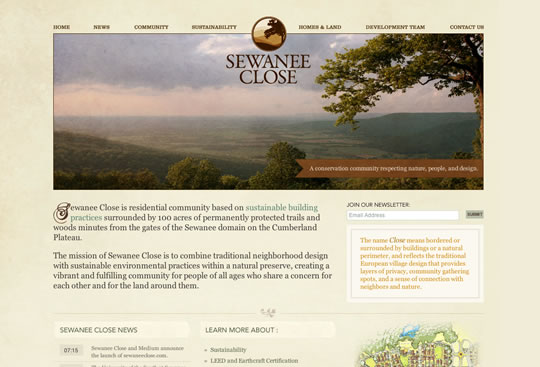 HOME NEWS COMMUNITY SUSTAINABILITY HOMES & LAND DEVELOPMENT TEAM CONTACT US
SEWANEE
CLOSE
A conservation community respecting nature, people, and design.
Sewanee Close is residential community based on sustainable building
practices surrounded by 100 acres of permanently protected trails and
woods minutes from the gates of the Sewanee domain on the Cumberland
Plateau.
The mission of Sewanee Close is to combine traditional neighborhood design
with sustainable environmental practices within a natural preserve, creating a
vibrant and fulfilling community for people of all ages who share a concern for
each other and for the land around them.
JOIN OUR NEWSLETTER:
Email Address SUBMIT
The name Close means bordered or
surrounded by buildings or a natural
perimeter, and reflects the traditional
European village design that provides
layers of privacy, community gathering
spots, and a sense of connection with
neighbors and nature.
SEWANEE CLOSE NEWS
07:15 Sewanee Close and Medium announce
the launch of sewaneeclose.com.
LEARN MORE ABOUT :
Sustainability
LEED and Earthcraft Certification